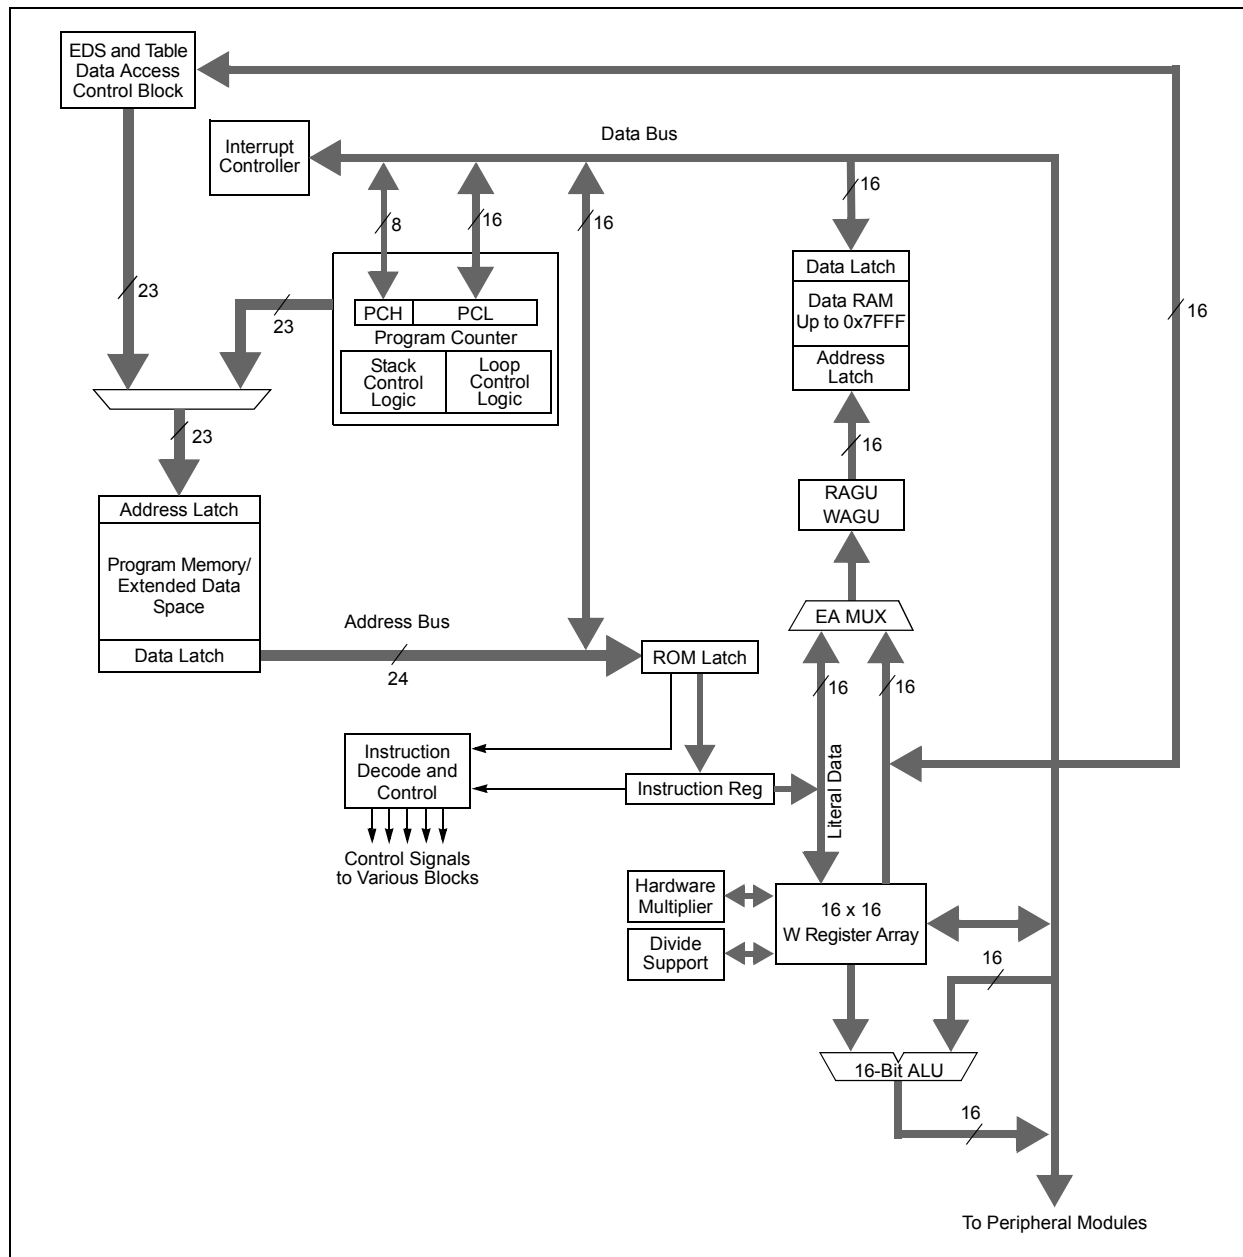 EDS and Table
Data Access
Control Block
Data Bus
Interrupt
Controller
16
8
16
16
16
Data Latch
Data RAM
Up to 0x7FFF
Address
Latch
23
23
PCH
PCL
Program Counter
Stack
Control
Logic
Loop
Control
Logic
23
16
RAGU
WAGU
Address Latch
Program Memory/
Extended Data
Space
Data Latch
EA MUX
Address Bus
24
ROM Latch
16
16
Instruction
Decode and
Control
Instruction Reg
Literal Data
Control Signals
to Various Blocks
Hardware
Multiplier
16 x 16
W Register Array
Divide
Support
16
16-Bit ALU
16
To Peripheral Modules